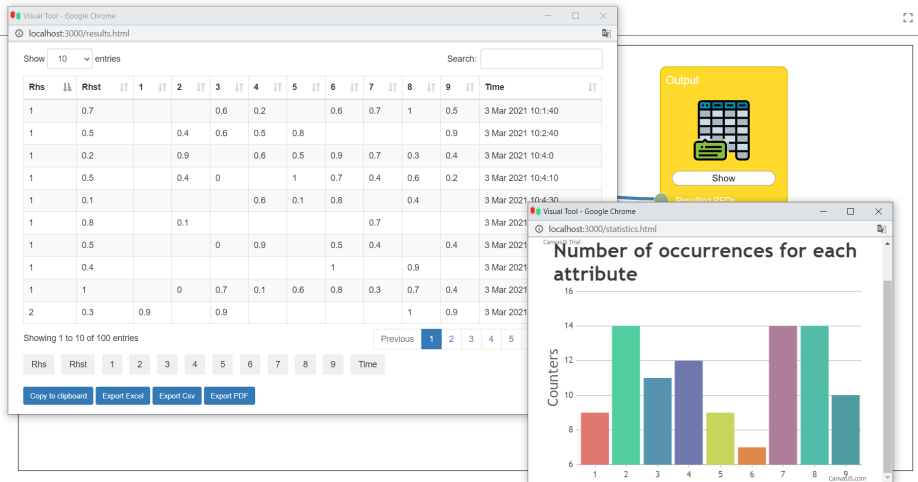 Visual Tool - Google Chrome
localhost:3000/results.html
Show 10 entries Search:
Rhs Rhst 1 2 3 4 5 6 7 8 9 Time
1 0.7 0.6 0.2 0.6 0.7 1 0.5 3 Mar 2021 10:1:40
1 0.5 0.4 0.6 0.5 0.8 0.9 3 Mar 2021 10:2:40
1 0.2 0.9 0.6 0.5 0.9 0.7 0.3 0.4 3 Mar 2021 10:4:0
1 0.5 0.4 0 1 0.7 0.4 0.6 0.2 3 Mar 2021 10:4:10
1 0.1 0.6 0.1 0.8 0.4 3 Mar 2021 10:4:30
1 0.8 0.1 0.7 3 Mar 2021
1 0.5 0 0.9 0.5 0.4 0.4 3 Mar 2021
1 0.4 1 0.9 3 Mar 2021
1 1 0 0.7 0.1 0.6 0.8 0.3 0.7 0.4 3 Mar 2021
2 0.3 0.9 0.9 1 0.9 3 Mar 2021
Showing 1 to 10 of 100 entries Previous 1 2 3 4 5
Rhs Rhst 1 2 3 4 5 6 7 8 9 Time
Copy to clipboard Export Excel Export Csv Export PDF
Output
Show
Resulting RFDs
Visual Tool - Google Chrome
localhost:3000/statistics.html
CanvasJS Trial
Number of occurrences for each
attribute
16
14
12
10
8
6
Counters
1 2 3 4 5 6 7 8 9
CanvasJS.com